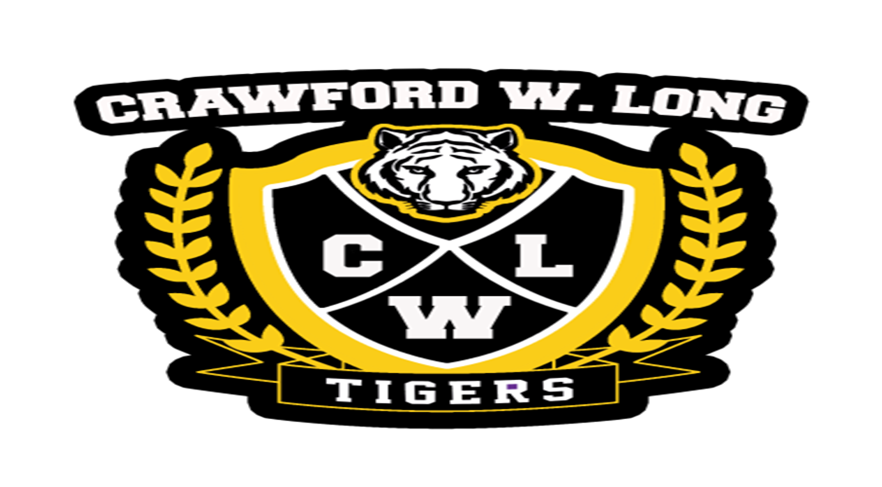 CRAWFORD W. LONG
C L
W
TIGERS